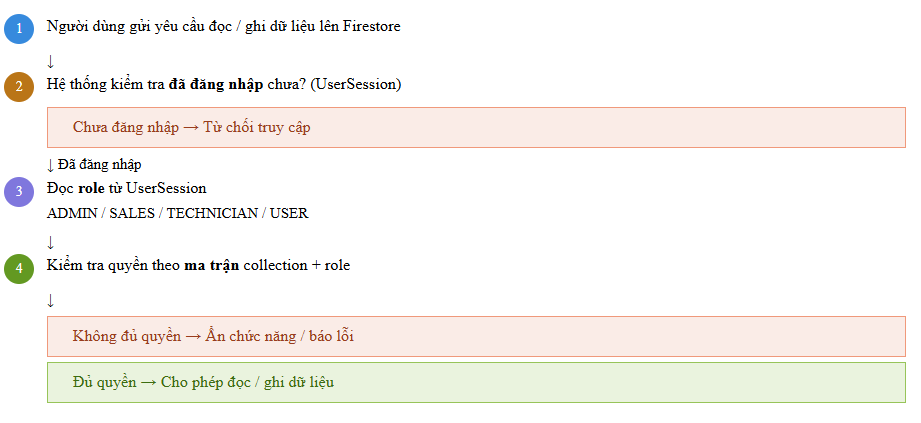 1 Người dùng gửi yêu cầu đọc / ghi dữ liệu lên Firestore
↓
2 Hệ thống kiểm tra đã đăng nhập chưa? (UserSession)
Chưa đăng nhập → Từ chối truy cập
↓ Đã đăng nhập
3 Đọc role từ UserSession
ADMIN / SALES / TECHNICIAN / USER
↓
4 Kiểm tra quyền theo ma trận collection + role
↓
Không đủ quyền → Ẩn chức năng / báo lỗi
Đủ quyền → Cho phép đọc / ghi dữ liệu